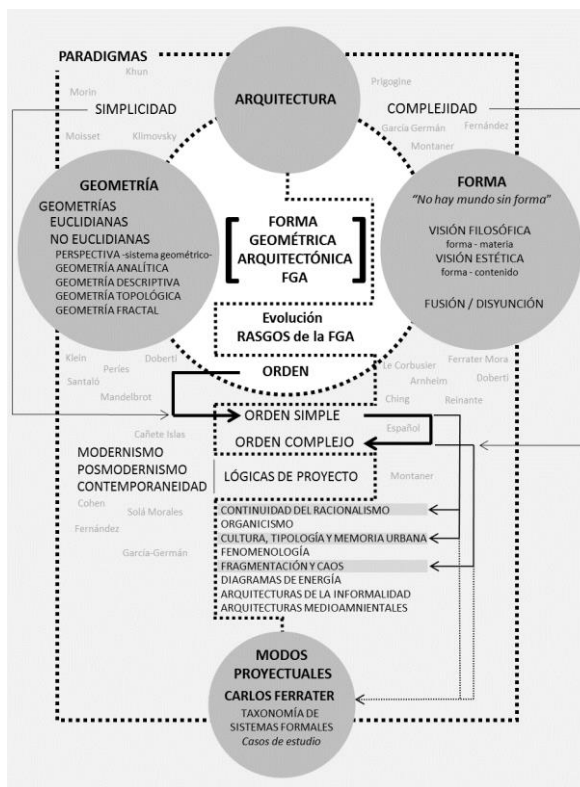 PARADIGMAS
Khun
Morin
SIMPLICIDAD
Moisset
Klimovsky
ARQUITECTURA
Prigogine
COMPLEJIDAD
García Germán
Fernández
Montaner
GEOMETRÍA
GEOMETRÍAS
EUCLIDIANAS
NO EUCLIDIANAS
PERSPECTIVA -sistema geométrico-
GEOMETRÍA ANALÍTICA
GEOMETRÍA DESCRIPTIVA
GEOMETRÍA TOPOLÓGICA
GEOMETRÍA FRACTAL
FORMA
GEOMÉTRICA
ARQUITECTÓNICA
FGA
FORMA
“No hay mundo sin forma”
VISIÓN FILOSÓFICA
forma - materia
VISIÓN ESTÉTICA
forma - contenido
FUSIÓN / DISYUNCIÓN
Evolución
RASGOS de la FGA
ORDEN
Klein
Doberti
Peries
Santaló
Mandelbrot
Le Corbusier
Ferrater Mora
Arnheim
Doberti
Ching
Reinante
ORDEN SIMPLE
Español
ORDEN COMPLEJO
Cañete Islas
MODERNISMO
POSMODERNISMO
CONTEMPORANEIDAD
LÓGICAS DE PROYECTO
Montaner
Cohen
Solá Morales
Fernández
García-Germán
CONTINUIDAD DEL RACIONALISMO
ORGANICISMO
CULTURA, TIPOLOGÍA Y MEMORIA URBANA
FENOMENOLOGÍA
FRAGMENTACIÓN Y CAOS
DIAGRAMAS DE ENERGÍA
ARQUITECTURAS DE LA INFORMALIDAD
ARQUITECTURAS MEDIOAMNIENTALES
MODOS
PROYECTUALES
CARLOS FERRATER
TAXONOMÍA DE
SISTEMAS FORMALES
Casos de estudio